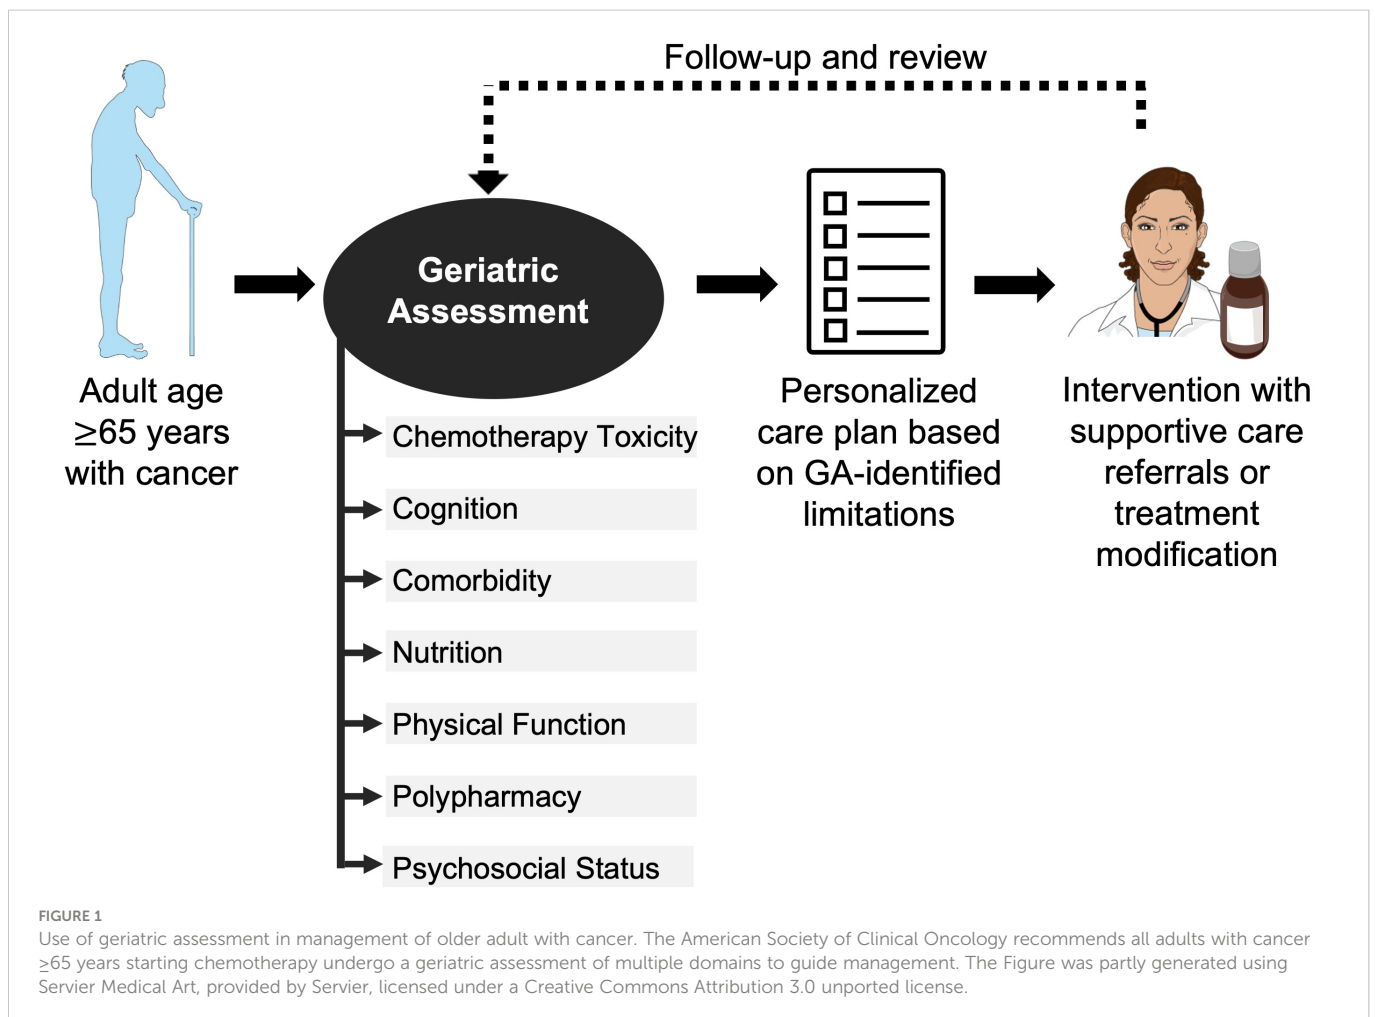 Follow-up and review
Geriatric
Assessment
Adult age
≥65 years
with cancer
Chemotherapy Toxicity
Cognition
Comorbidity
Nutrition
Physical Function
Polypharmacy
Psychosocial Status
Personalized
care plan based
on GA-identified
limitations
Intervention with
supportive care
referrals or
treatment
modification
FIGURE 1
Use of geriatric assessment in management of older adult with cancer. The American Society of Clinical Oncology recommends all adults with cancer
≥65 years starting chemotherapy undergo a geriatric assessment of multiple domains to guide management. The Figure was partly generated using
Servier Medical Art, provided by Servier, licensed under a Creative Commons Attribution 3.0 unported license.